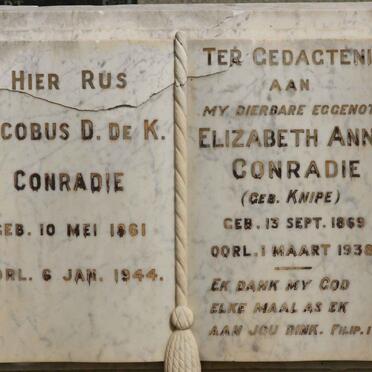 HIER RUS
COBUS D. DE K.
CONRADIE
GEB. 10 MEI 1861
ORL. 6 JAN. 1944.
TER GEDACTENI
AAN
MY DIERBARE EGGENOT
ELIZABETH ANN
CONRADIE
(GEB. KNIPE)
GEB. 13 SEPT. 1869
OORL. 1 MAART 1938
EK DANK MY GOD
ELKE MAAL AS EK
AAN JOU DINK. FILIP. I